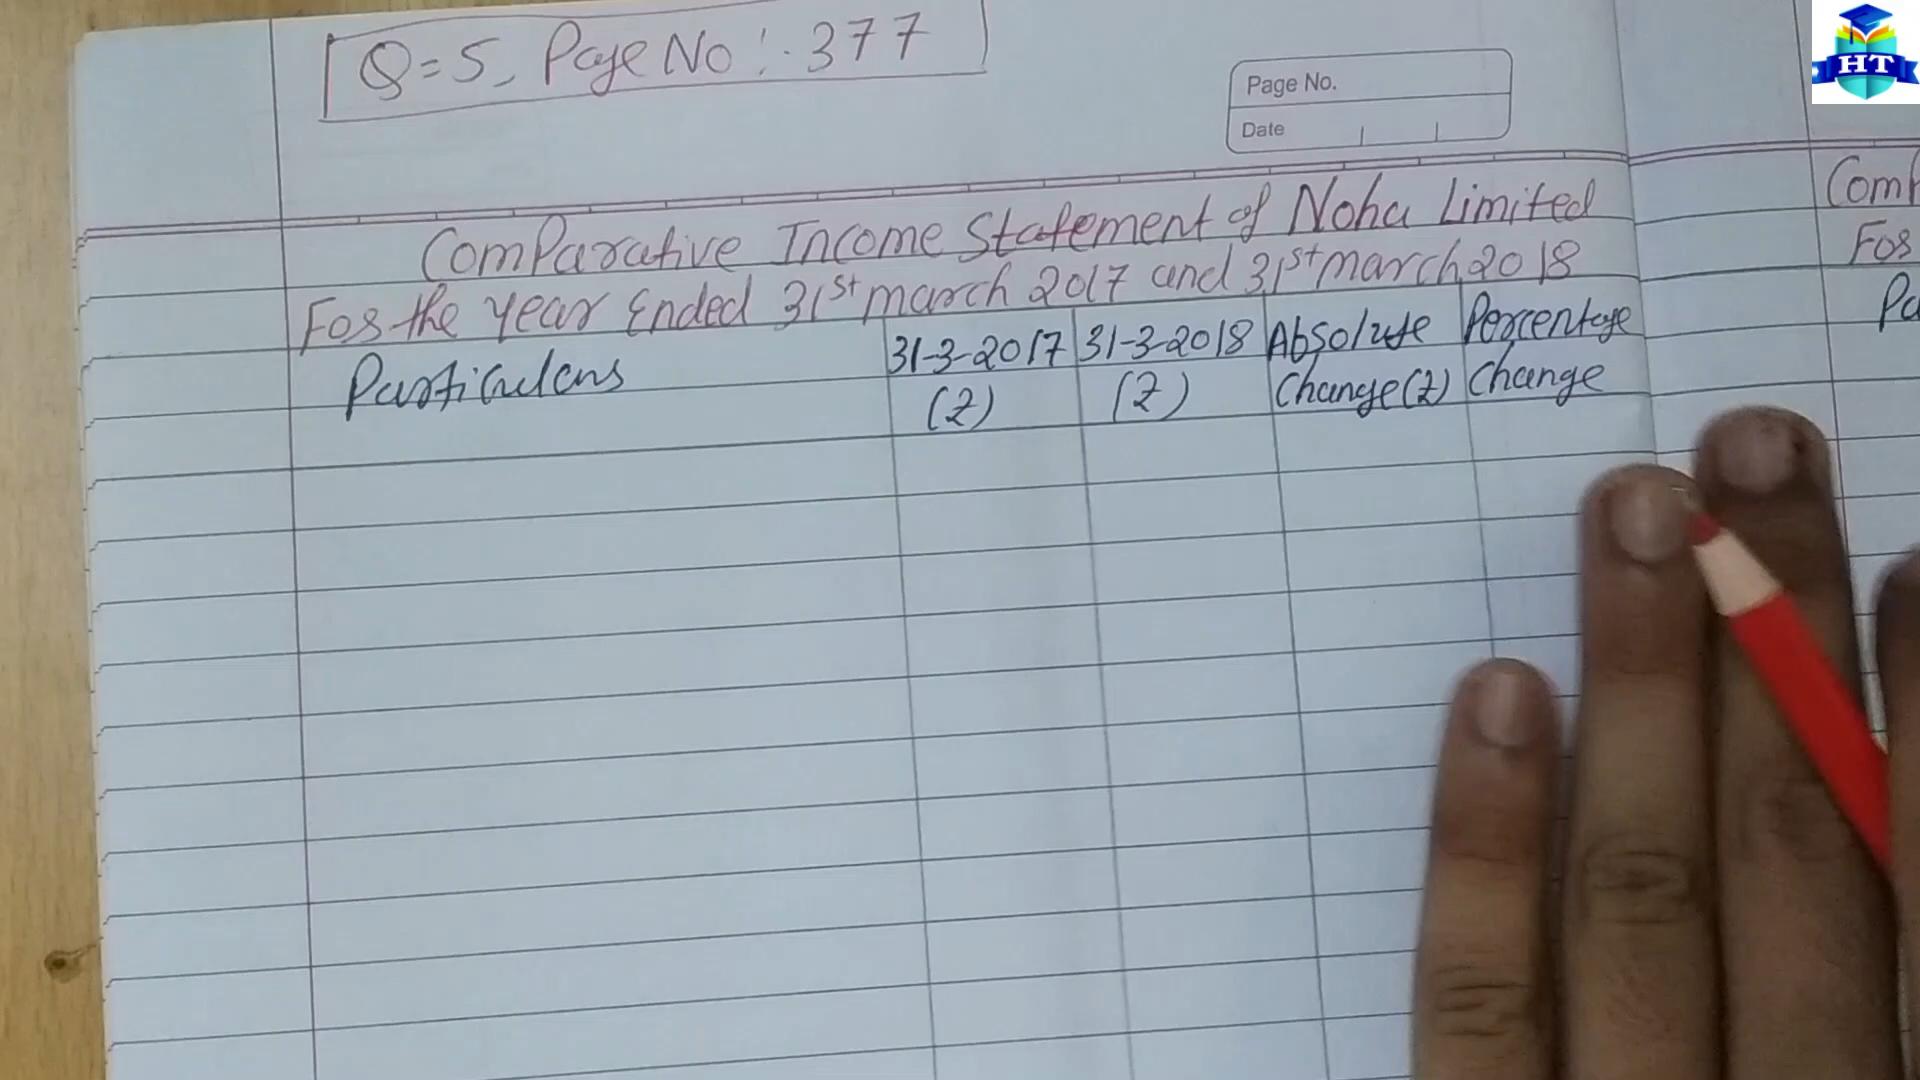 Q=5, Page No:- 377
HT
Page No.
Date
Comparative Income Statement of Noha Limited
For the year Ended 31st march 2017 and 31st march 2018
Particulars 31-3-2017 31-3-2018 Absolute Percentage
(₹) (₹) Change (₹) Change
Com
For
Pa